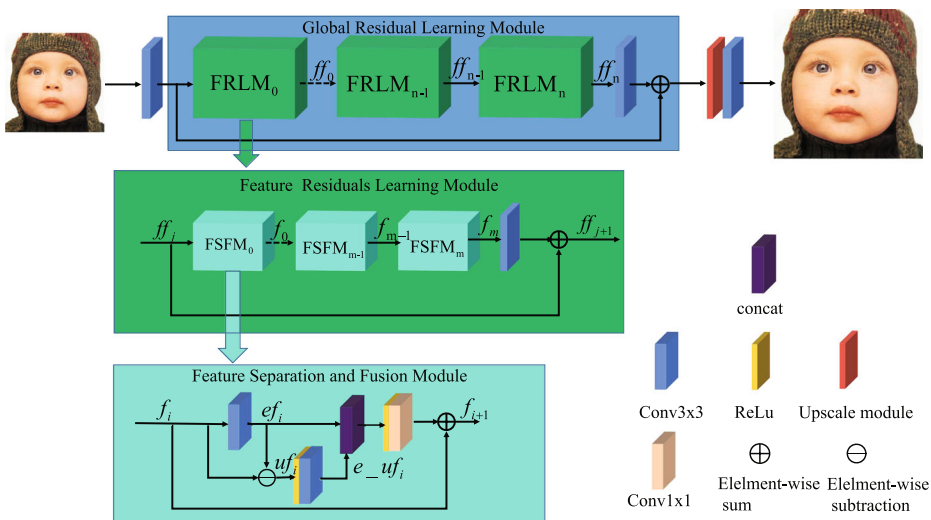 Global Residual Learning Module
FRLM₀
ff₀
FRLMₙ₋₁
ffₙ₋₁
FRLMₙ
ffₙ
Feature Residuals Learning Module
ffⱼ
FSFM₀
f₀
FSFMₘ₋₁
fₘ₋₁
FSFMₘ
fₘ
ffⱼ₊₁
concat
Feature Separation and Fusion Module
fᵢ
efᵢ
ufᵢ
e_ufᵢ
fᵢ₊₁
Conv3x3
ReLu
Upscale module
Conv1x1
Elelment-wise
sum
Elelment-wise
subtraction